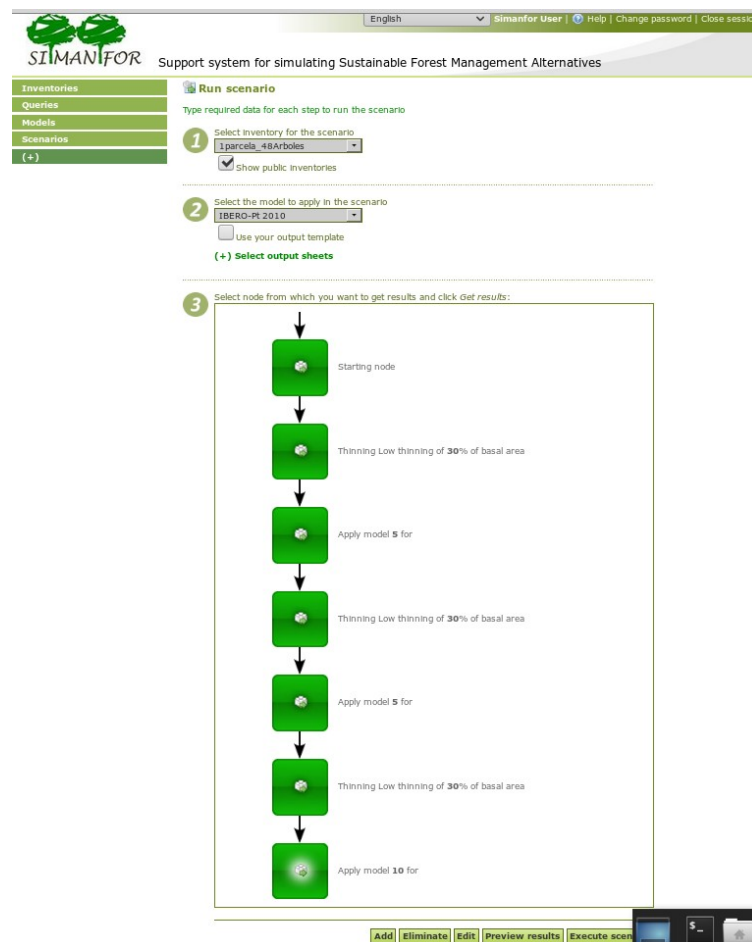 English Simanfor User | Help | Change password | Close sessi
SIMANFOR
Support system for simulating Sustainable Forest Management Alternatives
Inventories
Queries
Models
Scenarios
(+)
Run scenario
Type required data for each step to run the scenario
1
Select inventory for the scenario
1parcela_48Arboles
Show public inventories
2
Select the model to apply in the scenario
IBERO-Pt 2010
Use your output template
(+) Select output sheets
3
Select node from which you want to get results and click Get results:
Starting node
Thinning Low thinning of 30% of basal area
Apply model 5 for
Thinning Low thinning of 30% of basal area
Apply model 5 for
Thinning Low thinning of 30% of basal area
Apply model 10 for
Add Eliminate Edit Preview results Execute scen
$_